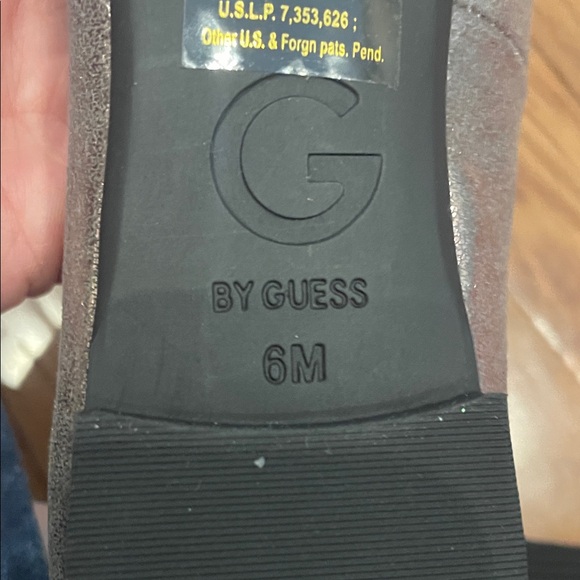 U.S.L.P. 7,353,626 ;
Other U.S. & Forgn pats. Pend.
G
BY GUESS
6M